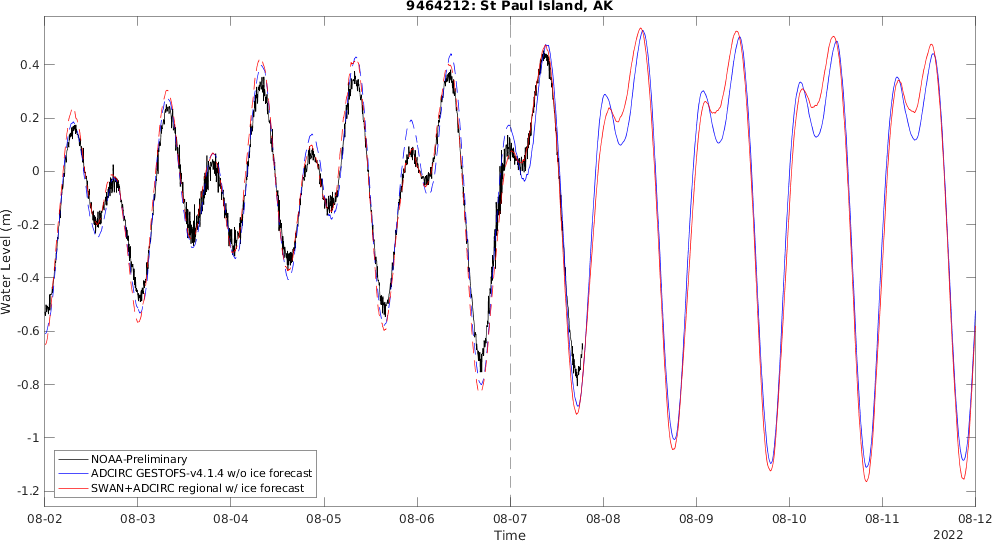 9464212: St Paul Island, AK
0.4
0.2
0
-0.2
-0.4
-0.6
-0.8
-1
-1.2
Water Level (m)
NOAA-Preliminary
ADCIRC GESTOFS-v4.1.4 w/o ice forecast
SWAN+ADCIRC regional w/ ice forecast
08-02 08-03 08-04 08-05 08-06 08-07 08-08 08-09 08-10 08-11 08-12
Time
2022